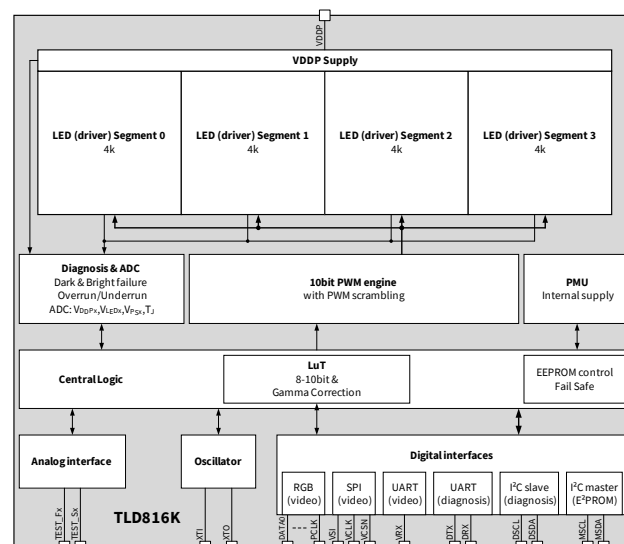 VDDP
VDDP Supply
LED (driver) Segment 0
4k
LED (driver) Segment 1
4k
LED (driver) Segment 2
4k
LED (driver) Segment 3
4k
Diagnosis & ADC
Dark & Bright failure
Overrun/Underrun
ADC: VDDPx,VLEDx,VPSx,TJ
10bit PWM engine
with PWM scrambling
PMU
Internal supply
Central Logic
LuT
8-10bit &
Gamma Correction
EEPROM control
Fail Safe
Analog interface
Oscillator
Digital interfaces
RGB
(video)
SPI
(video)
UART
(video)
UART
(diagnosis)
I²C slave
(diagnosis)
I²C master
(E²PROM)
TEST_Fx
TEST_Sx
TLD816K
XTI
XTO
DATA0
PCLK
VSI
VCLK
VCSN
VRX
DTX
DRX
DSCL
DSDA
MSCL
MSDA